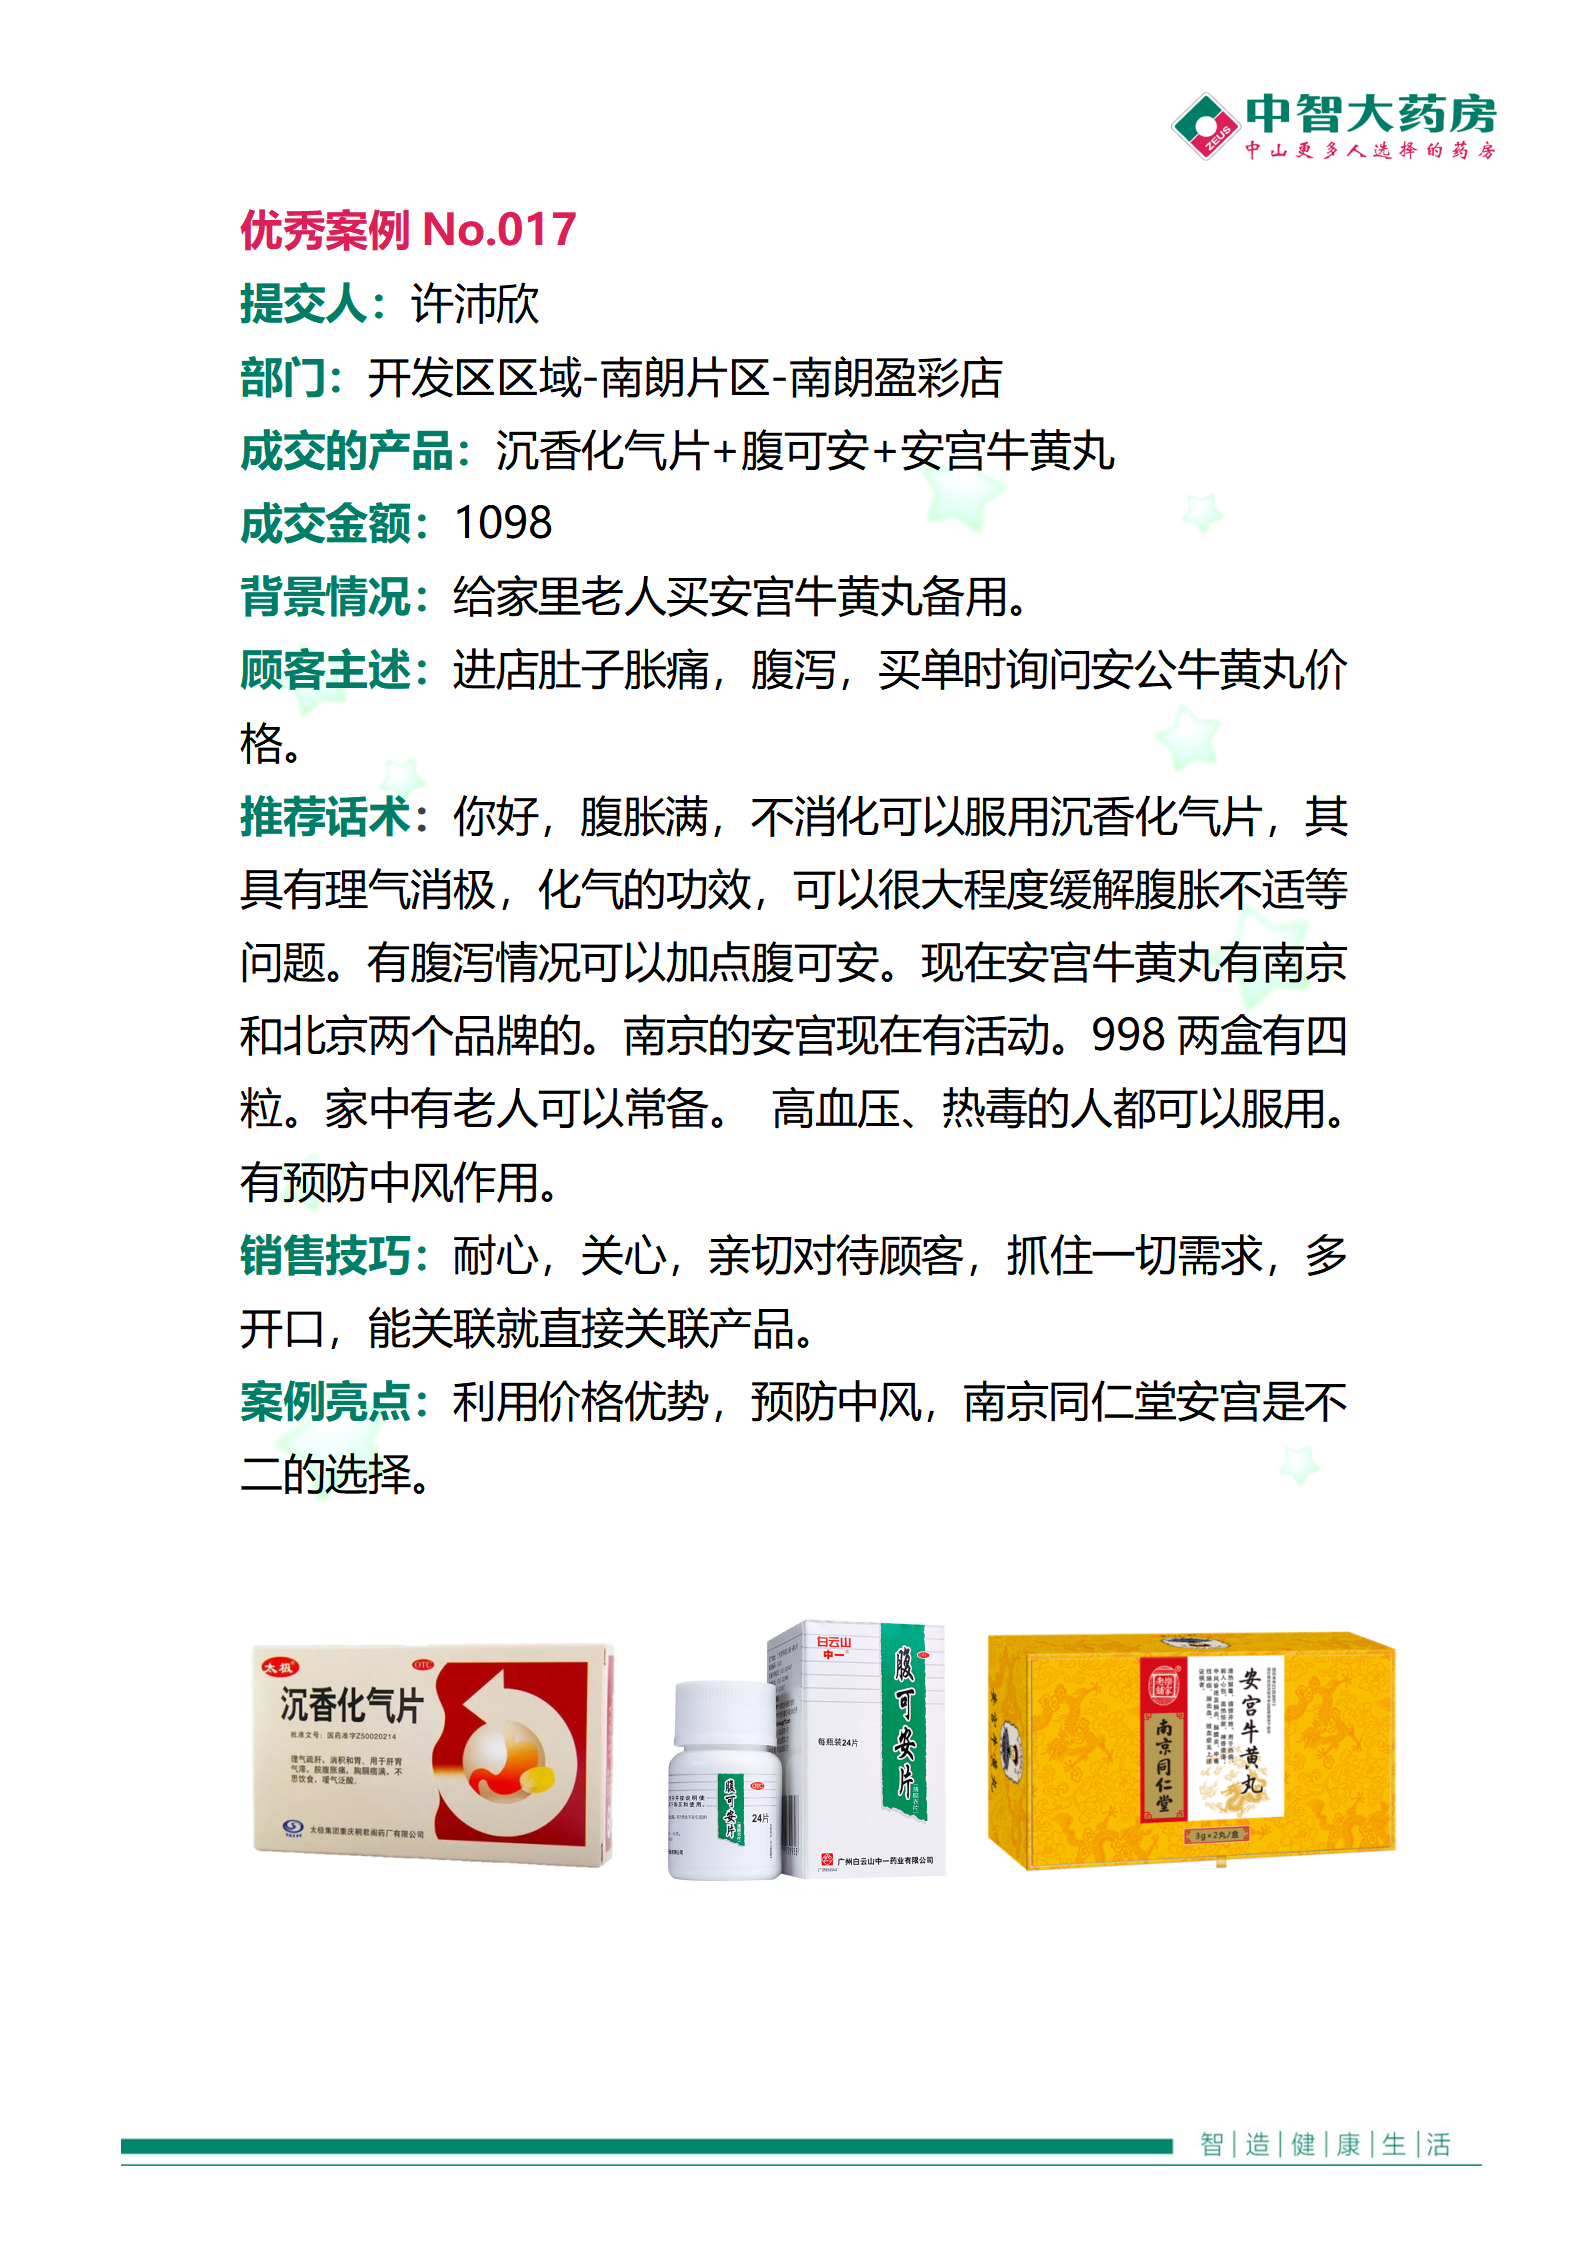 中智大药房
ZEUS
中山更多人选择的药房
优秀案例 No.017
提交人：许沛欣
部门：开发区区域-南朗片区-南朗盈彩店
成交的产品：沉香化气片+腹可安+安宫牛黄丸
成交金额：1098
背景情况：给家里老人买安宫牛黄丸备用。
顾客主述：进店肚子胀痛，腹泻，买单时询问安公牛黄丸价
格。
推荐话术：你好，腹胀满，不消化可以服用沉香化气片，其
具有理气消极，化气的功效，可以很大程度缓解腹胀不适等
问题。有腹泻情况可以加点腹可安。现在安宫牛黄丸有南京
和北京两个品牌的。南京的安宫现在有活动。998 两盒有四
粒。家中有老人可以常备。 高血压、热毒的人都可以服用。
有预防中风作用。
销售技巧：耐心，关心，亲切对待顾客，抓住一切需求，多
开口，能关联就直接关联产品。
案例亮点：利用价格优势，预防中风，南京同仁堂安宫是不
二的选择。
太极
OTC
沉香化气片
批准文号：国药准字Z50020214
理气疏肝、消积和胃。用于肝胃
气滞，脘腹胀痛，胸膈痞满，不
思饮食、嗳气泛酸。
太极集团重庆桐君阁药厂有限公司
腹可安片
OTC
24片
白云山
中一
腹可安片
每瓶装24片
广州白云山中一药业有限公司
安宫牛黄丸
南京同仁堂
3g×2丸/盒
智|造|健|康|生|活